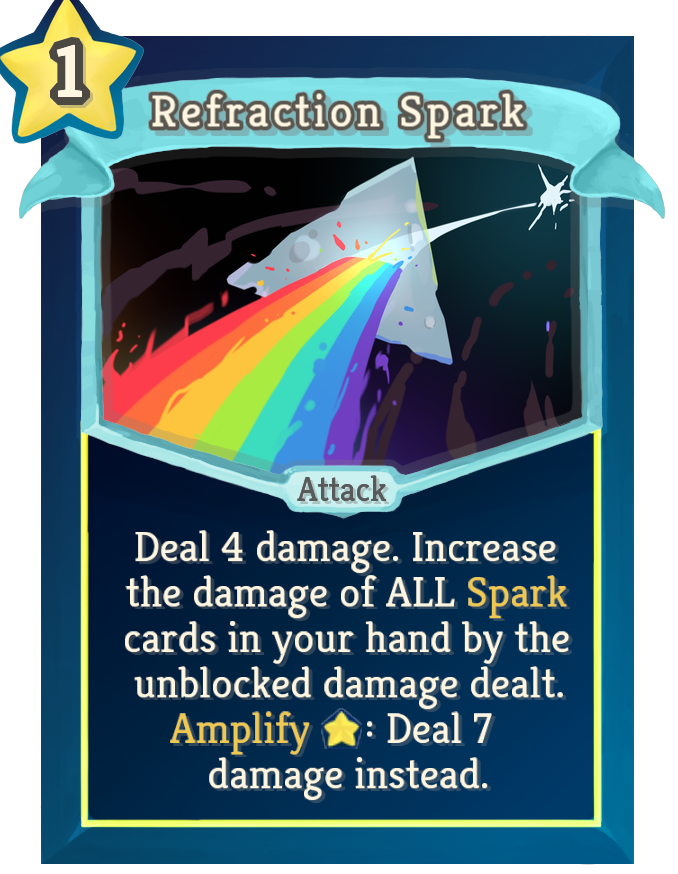 1
Refraction Spark
Attack
Deal 4 damage. Increase
the damage of ALL Spark
cards in your hand by the
unblocked damage dealt.
Amplify : Deal 7
damage instead.